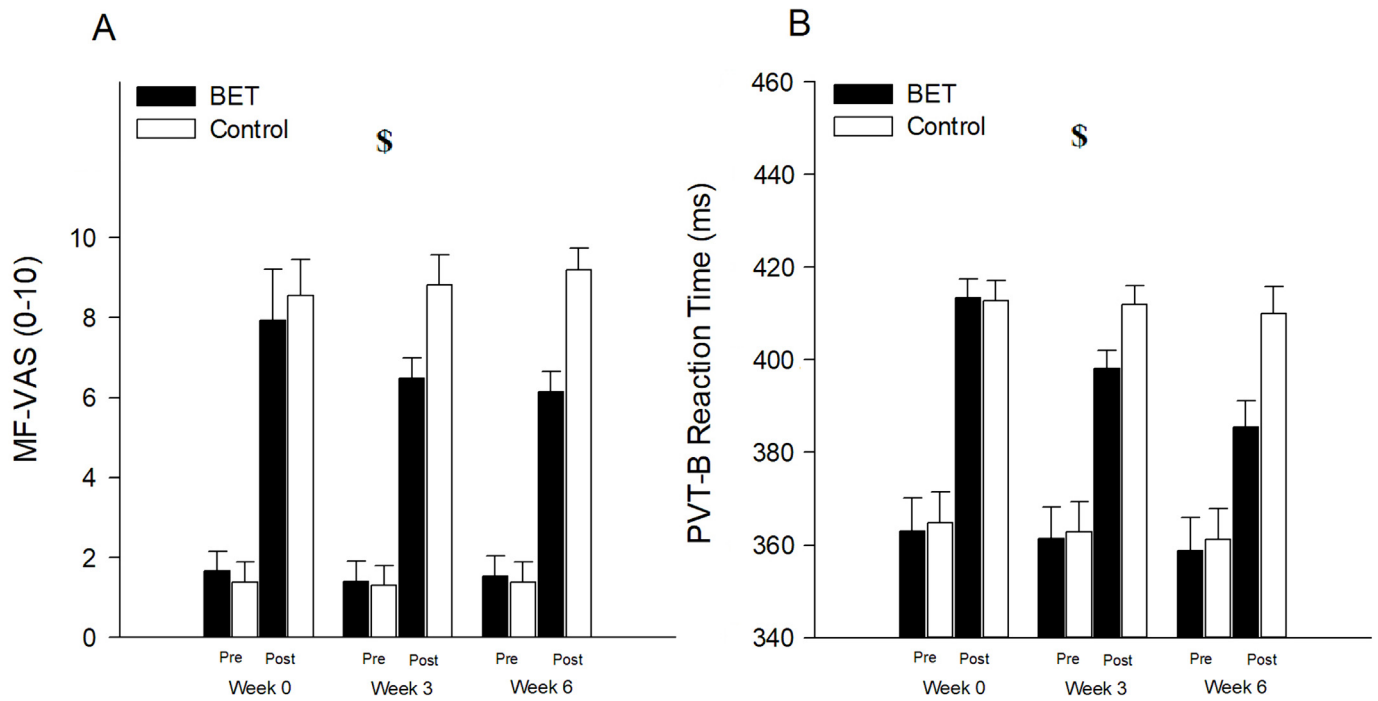 A
BET
Control
$
MF-VAS (0-10)
10
8
6
4
2
0
Pre Post Pre Post Pre Post
Week 0 Week 3 Week 6
B
BET
Control
$
PVT-B Reaction Time (ms)
460
440
420
400
380
360
340
Pre Post Pre Post Pre Post
Week 0 Week 3 Week 6